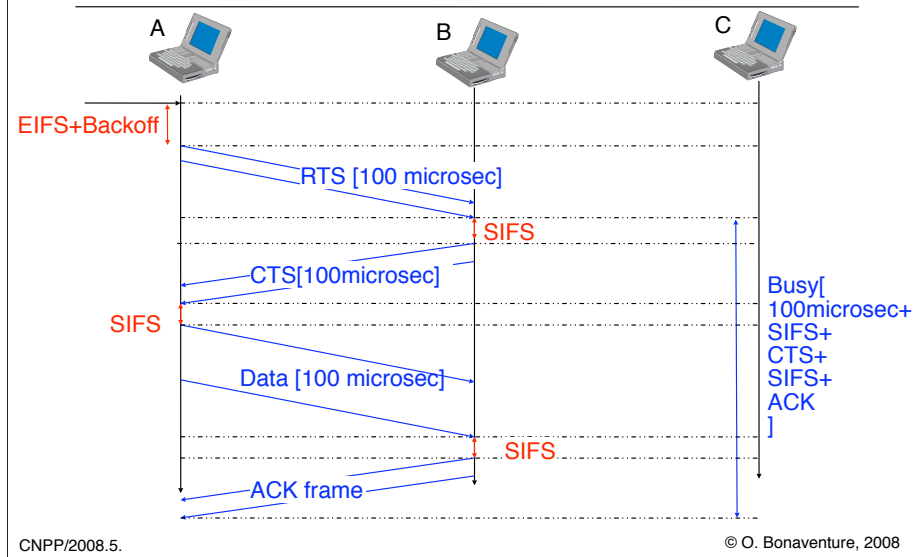 A
B
C
EIFS+Backoff
RTS [100 microsec]
SIFS
CTS[100microsec]
SIFS
Busy[
100microsec+
SIFS+
CTS+
SIFS+
ACK
]
Data [100 microsec]
SIFS
ACK frame
CNPP/2008.5.
© O. Bonaventure, 2008